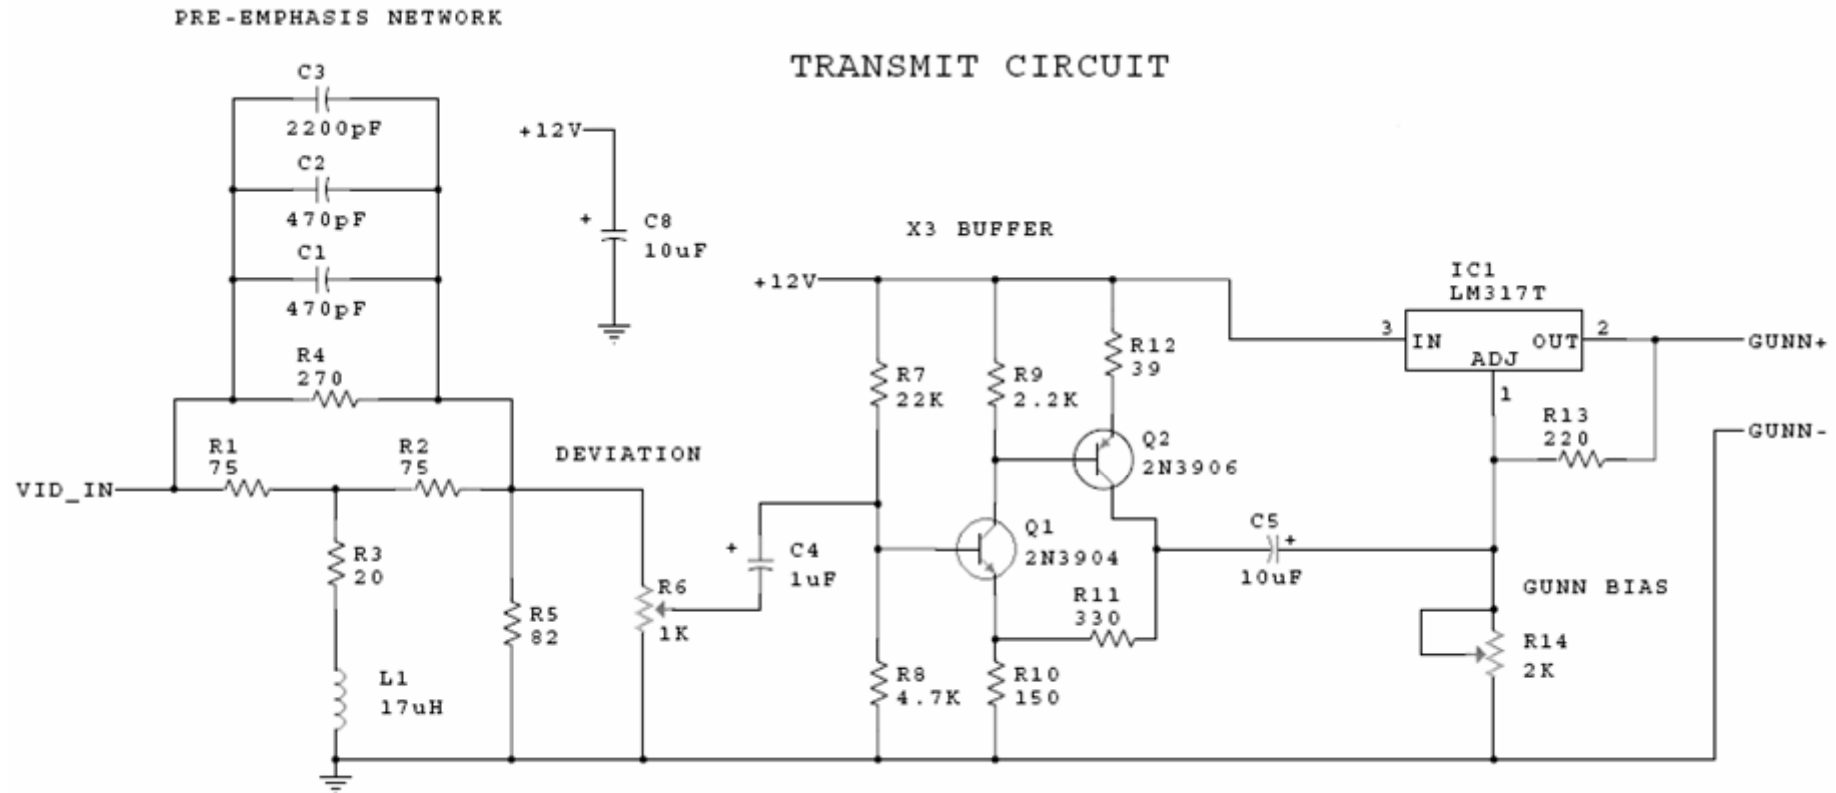 PRE-EMPHASIS NETWORK
TRANSMIT CIRCUIT
C3
2200pF
C2
470pF
C1
470pF
R4
270
R1
75
R2
75
VID_IN
R3
20
L1
17uH
R5
82
+12V
+
C8
10uF
DEVIATION
R6
1K
+
C4
1uF
X3 BUFFER
+12V
R7
22K
R8
4.7K
R9
2.2K
Q1
2N3904
R10
150
R11
330
R12
39
Q2
2N3906
C5
+
10uF
IC1
LM317T
3
IN
OUT
2
ADJ
1
R13
220
GUNN+
GUNN-
GUNN BIAS
R14
2K